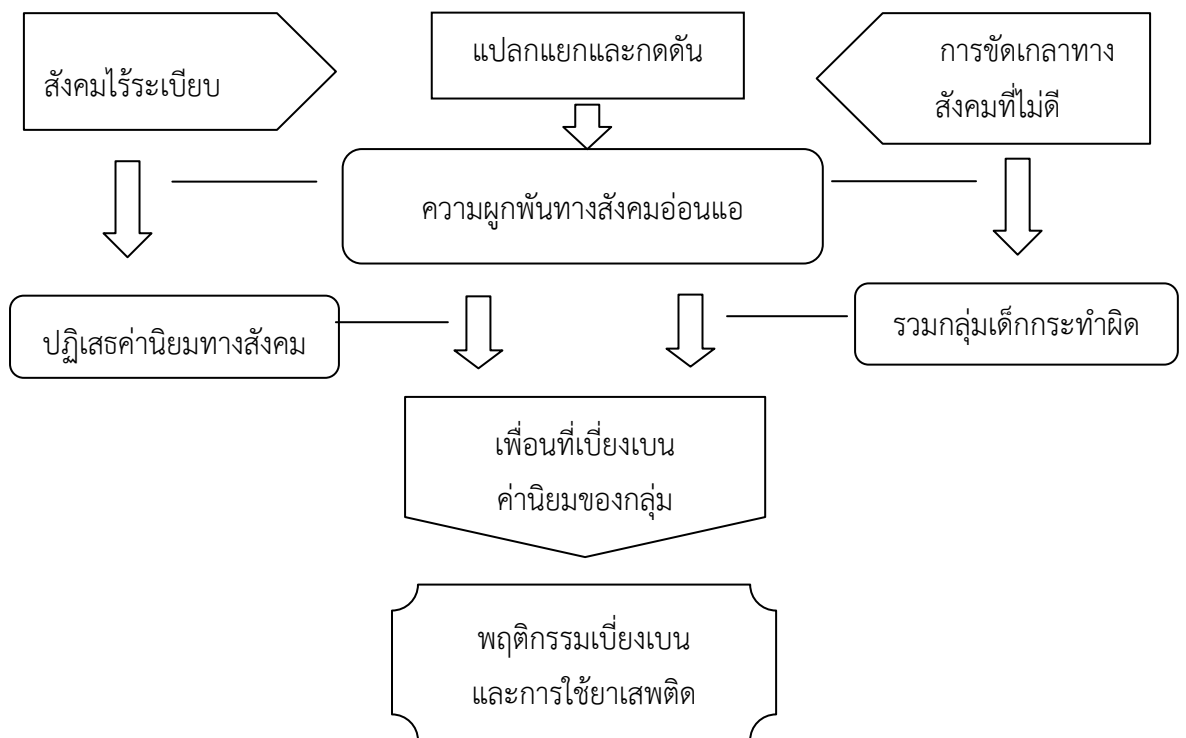 สังคมไร้ระเบียบ
แปลกแยกและกดดัน
การขัดเกลาทาง
สังคมที่ไม่ดี
ความผูกพันทางสังคมอ่อนแอ
ปฏิเสธค่านิยมทางสังคม
รวมกลุ่มเด็กกระทำผิด
เพื่อนที่เบี่ยงเบน
ค่านิยมของกลุ่ม
พฤติกรรมเบี่ยงเบน
และการใช้ยาเสพติด